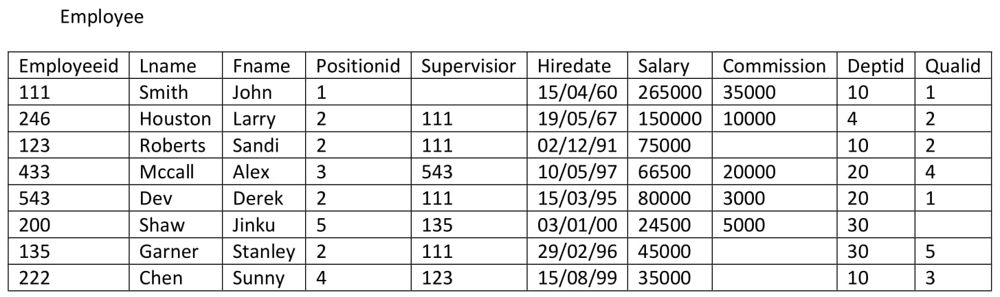 Employee
Employeeid Lname Fname Positionid Supervisior Hiredate Salary Commission Deptid Qualid
111 Smith John 1 15/04/60 265000 35000 10 1
246 Houston Larry 2 111 19/05/67 150000 10000 4 2
123 Roberts Sandi 2 111 02/12/91 75000 10 2
433 Mccall Alex 3 543 10/05/97 66500 20000 20 4
543 Dev Derek 2 111 15/03/95 80000 3000 20 1
200 Shaw Jinku 5 135 03/01/00 24500 5000 30
135 Garner Stanley 2 111 29/02/96 45000 30 5
222 Chen Sunny 4 123 15/08/99 35000 10 3